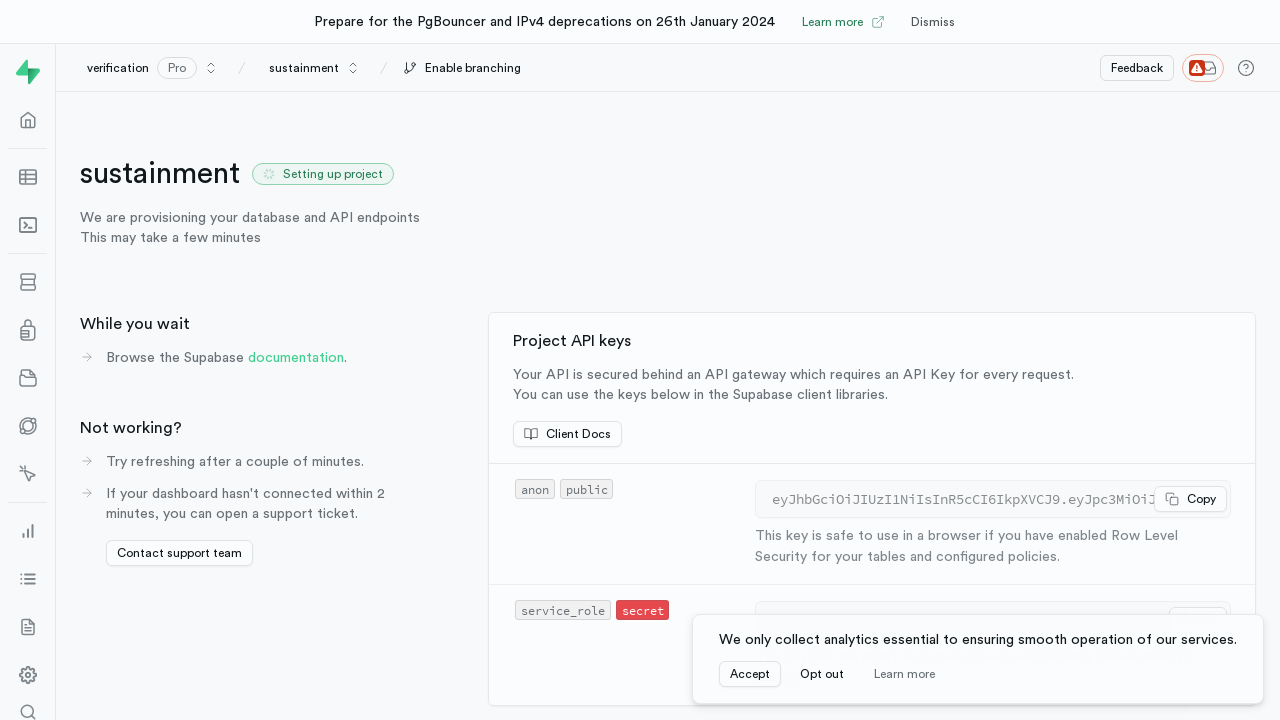 Prepare for the PgBouncer and IPv4 deprecations on 26th January 2024 Learn more Dismiss
verification Pro / sustainment / Enable branching Feedback
sustainment Setting up project
We are provisioning your database and API endpoints
This may take a few minutes
While you wait
Browse the Supabase documentation.
Not working?
Try refreshing after a couple of minutes.
If your dashboard hasn't connected within 2
minutes, you can open a support ticket.
Contact support team
Project API keys
Your API is secured behind an API gateway which requires an API Key for every request.
You can use the keys below in the Supabase client libraries.
Client Docs
anon public
eyJhbGciOiJIUzI1NiIsInR5cCI6IkpXVCJ9.eyJpc3MiOiJ Copy
This key is safe to use in a browser if you have enabled Row Level
Security for your tables and configured policies.
service_role secret
We only collect analytics essential to ensuring smooth operation of our services.
Accept Opt out Learn more